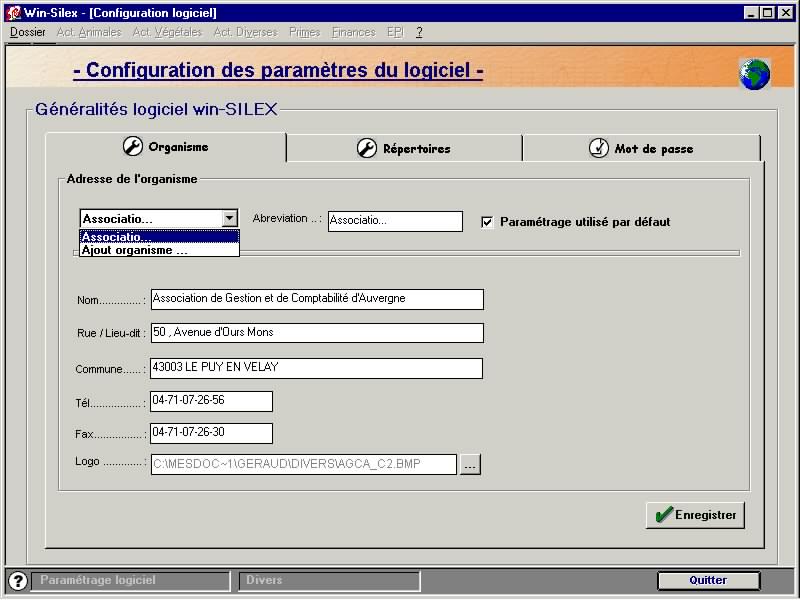 Win-Silex - [Configuration logiciel]
Dossier Act. Animales Act. Végétales Act. Diverses Primes Finances EPI ?
- Configuration des paramètres du logiciel -
Généralités logiciel win-SILEX
Organisme Répertoires Mot de passe
Adresse de l'organisme
Associatio... Abreviation .. : Associatio... Paramétrage utilisé par défaut
Associatio...
Ajout organisme ...
Nom.............. : Association de Gestion et de Comptabilité d'Auvergne
Rue / Lieu-dit : 50 , Avenue d'Ours Mons
Commune...... : 43003 LE PUY EN VELAY
Tél................. : 04-71-07-26-56
Fax................ : 04-71-07-26-30
Logo ............ : C:\MESDOC~1\GERAUD\DIVERS\AGCA_C2.BMP ...
Enregistrer
? Paramétrage logiciel Divers Quitter